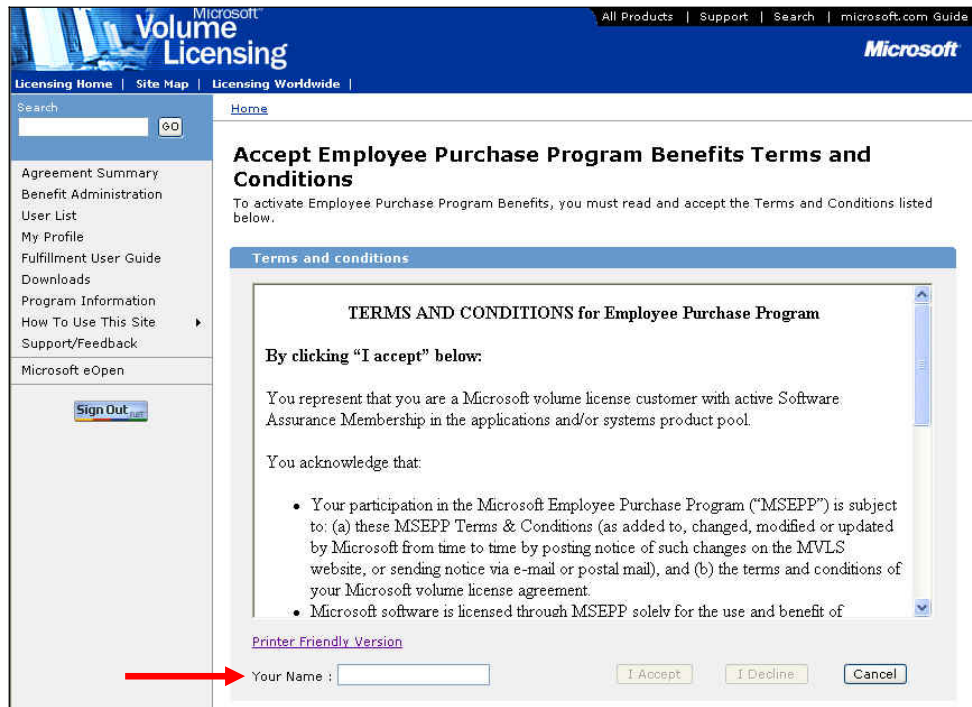 All Products | Support | Search | microsoft.com Guide
Microsoft
Volume
Licensing
Microsoft
Licensing Home | Site Map | Licensing Worldwide |
Search
GO
Agreement Summary
Benefit Administration
User List
My Profile
Fulfillment User Guide
Downloads
Program Information
How To Use This Site
Support/Feedback
Microsoft eOpen
Sign Out .net
Home
Accept Employee Purchase Program Benefits Terms and
Conditions
To activate Employee Purchase Program Benefits, you must read and accept the Terms and Conditions listed
below.
Terms and conditions
TERMS AND CONDITIONS for Employee Purchase Program
By clicking “I accept” below:
You represent that you are a Microsoft volume license customer with active Software
Assurance Membership in the applications and/or systems product pool.
You acknowledge that:
• Your participation in the Microsoft Employee Purchase Program (“MSEPP”) is subject
to: (a) these MSEPP Terms & Conditions (as added to, changed, modified or updated
by Microsoft from time to time by posting notice of such changes on the MVLS
website, or sending notice via e-mail or postal mail), and (b) the terms and conditions of
your Microsoft volume license agreement.
• Microsoft software is licensed through MSEPP solely for the use and benefit of
Printer Friendly Version
Your Name :
I Accept
I Decline
Cancel